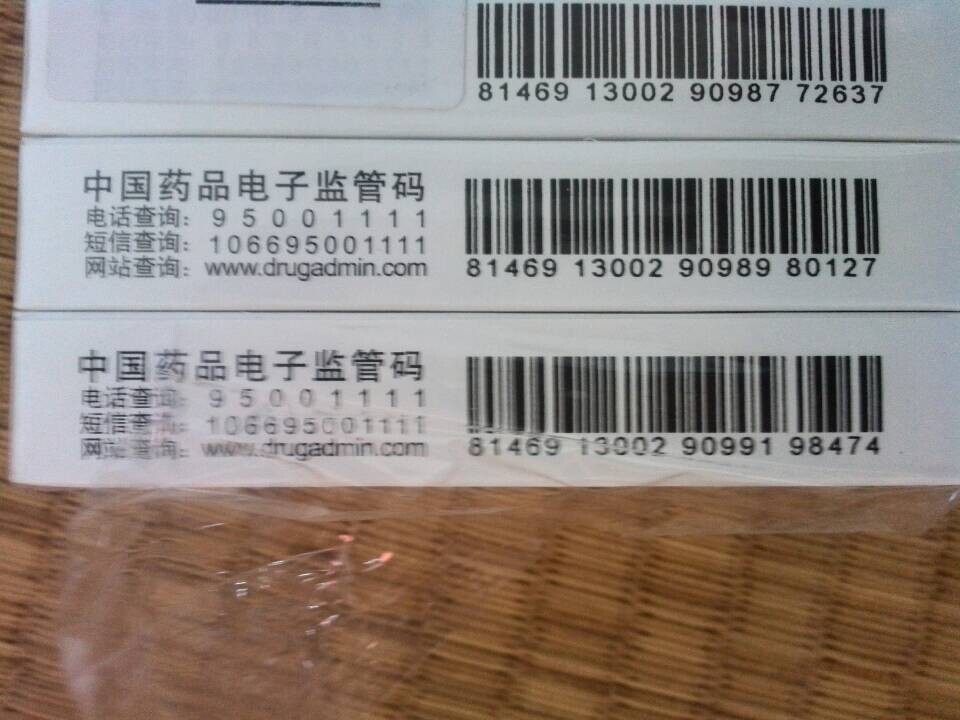 81469 13002 90987 72637
中国药品电子监管码
电话查询: 95001111
短信查询: 106695001111
网站查询: www.drugadmin.com
81469 13002 90989 80127
中国药品电子监管码
电话查询: 95001111
短信查询: 106695001111
网站查询: www.drugadmin.com
81469 13002 90991 98474